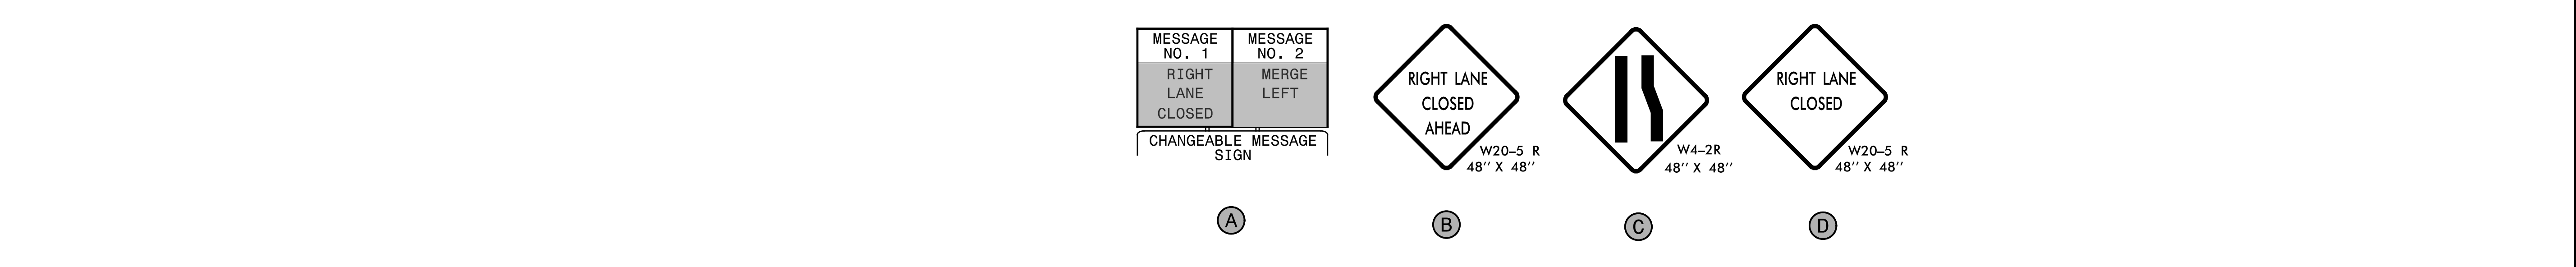 MESSAGE
NO. 1
MESSAGE
NO. 2
RIGHT
LANE
CLOSED
MERGE
LEFT
CHANGEABLE MESSAGE
SIGN
A
RIGHT LANE
CLOSED
AHEAD
W20–5 R
48’’ X 48’’
B
W4–2R
48’’ X 48’’
C
RIGHT LANE
CLOSED
W20–5 R
48’’ X 48’’
D